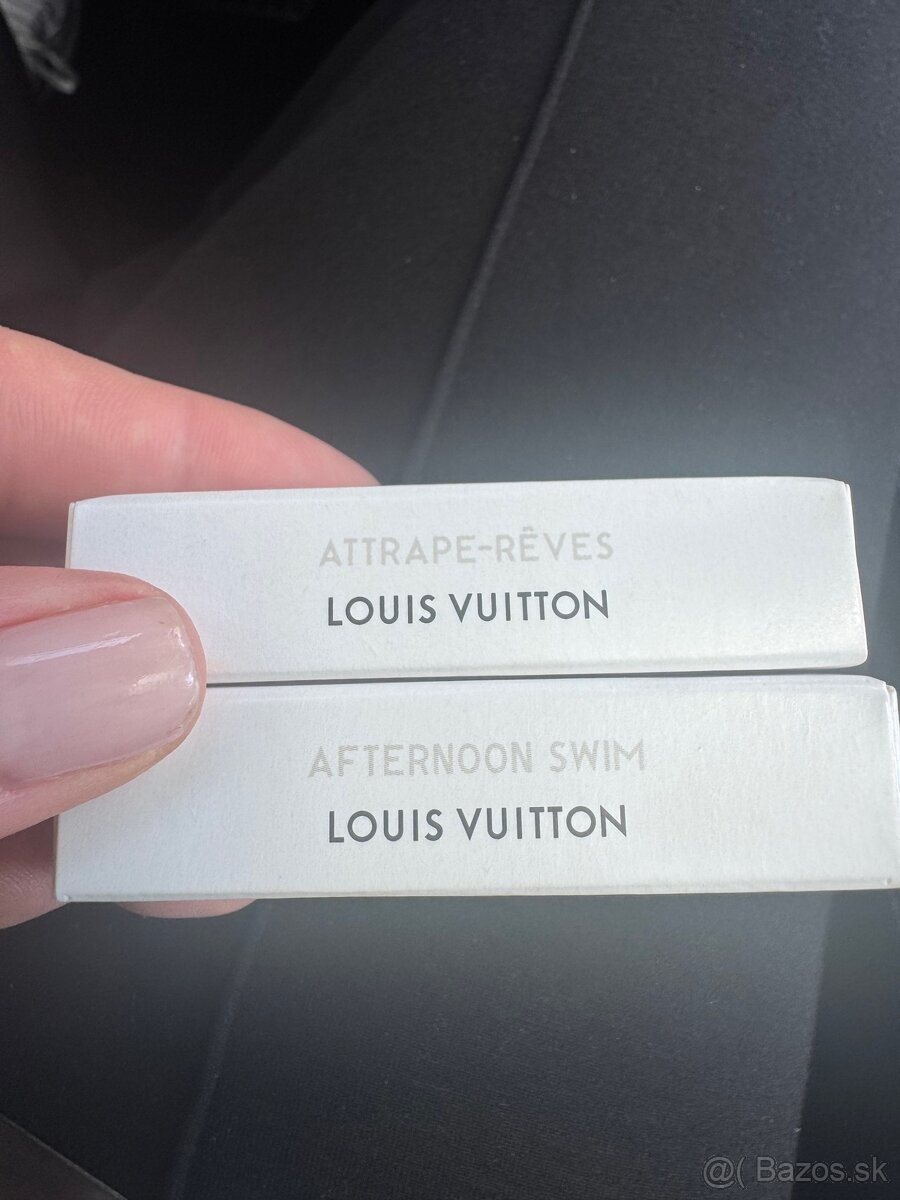 ATTRAPE-RÊVES
LOUIS VUITTON
AFTERNOON SWIM
LOUIS VUITTON
@( Bazos.sk